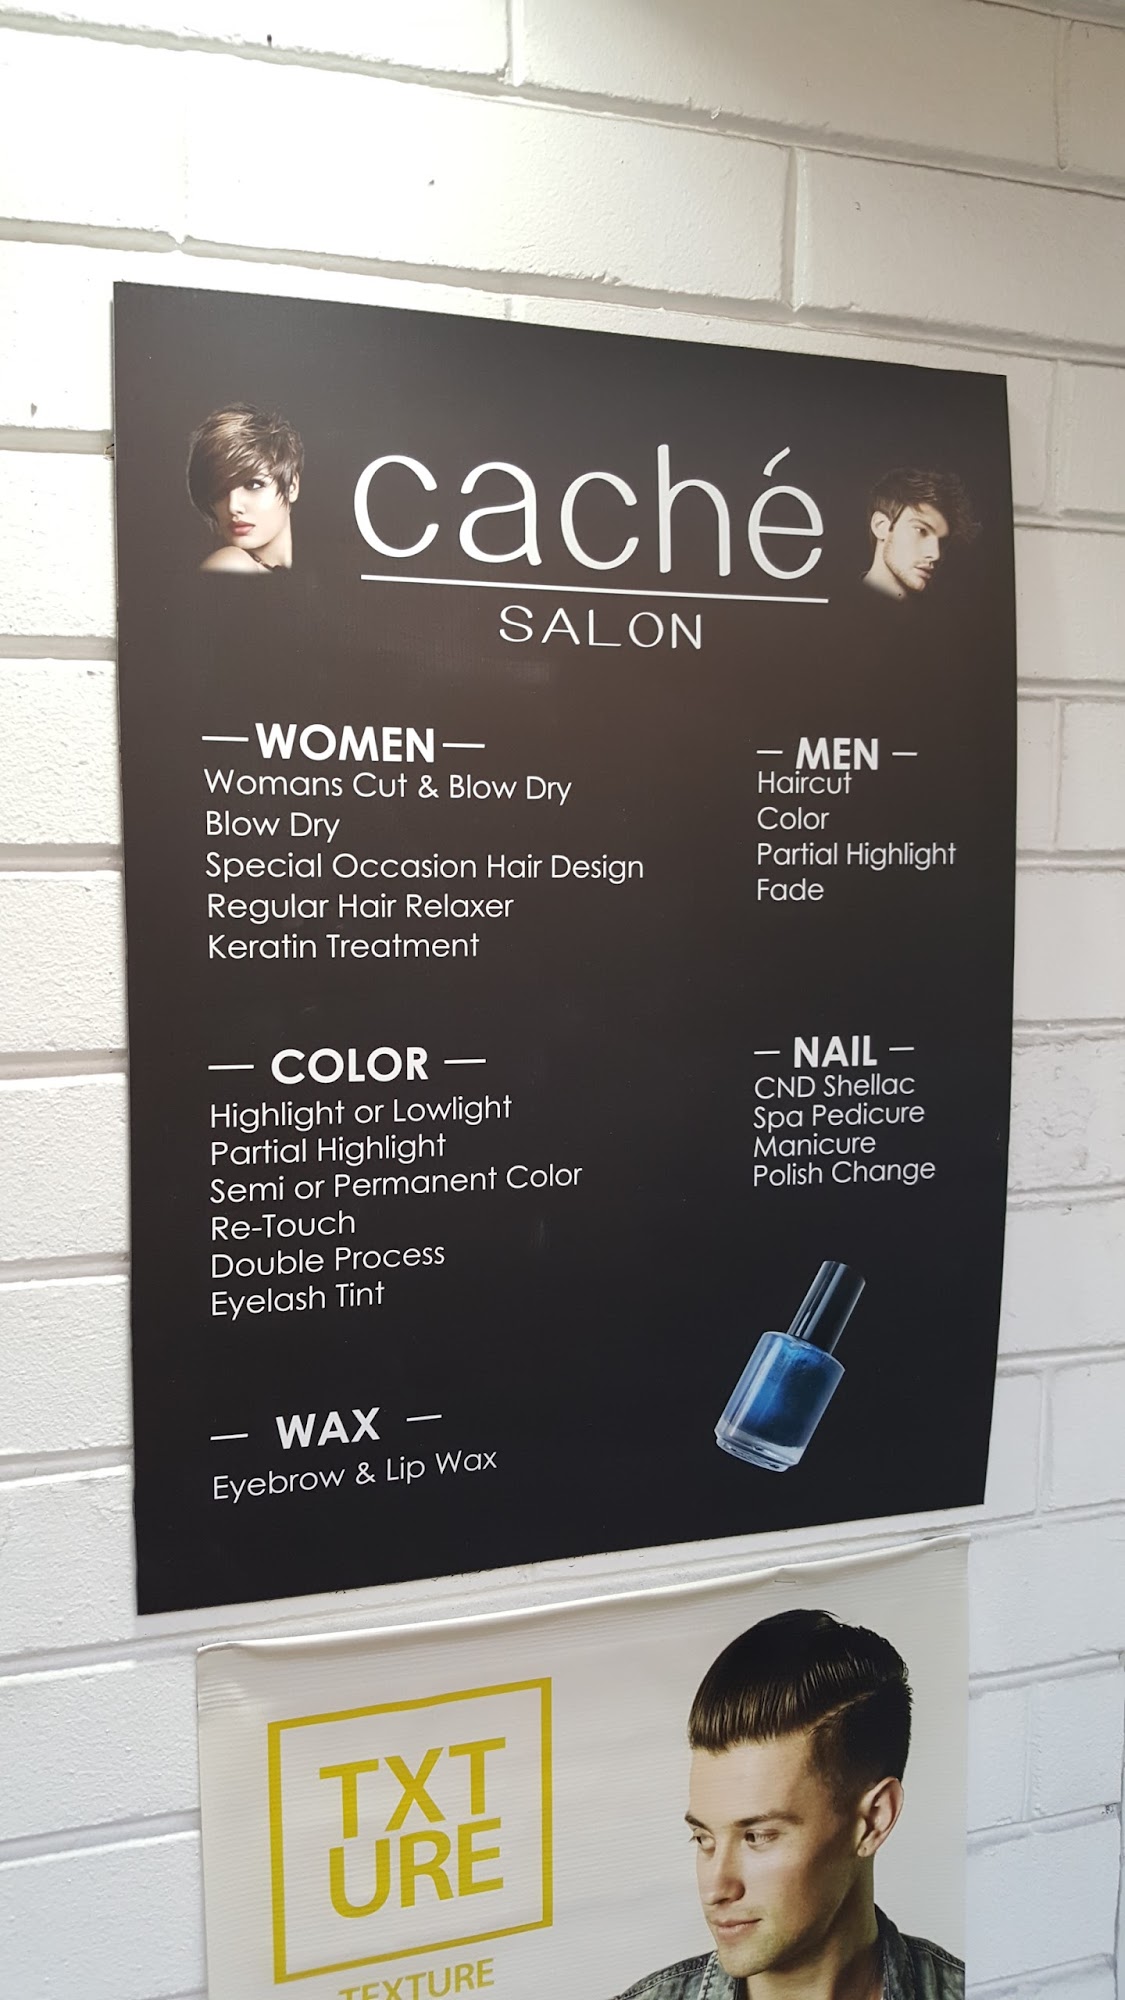 caché
SALON
— WOMEN —
Womans Cut & Blow Dry
Blow Dry
Special Occasion Hair Design
Regular Hair Relaxer
Keratin Treatment
— MEN —
Haircut
Color
Partial Highlight
Fade
— COLOR —
Highlight or Lowlight
Partial Highlight
Semi or Permanent Color
Re-Touch
Double Process
Eyelash Tint
— NAIL —
CND Shellac
Spa Pedicure
Manicure
Polish Change
— WAX —
Eyebrow & Lip Wax
TXT
URE
TEXTURE